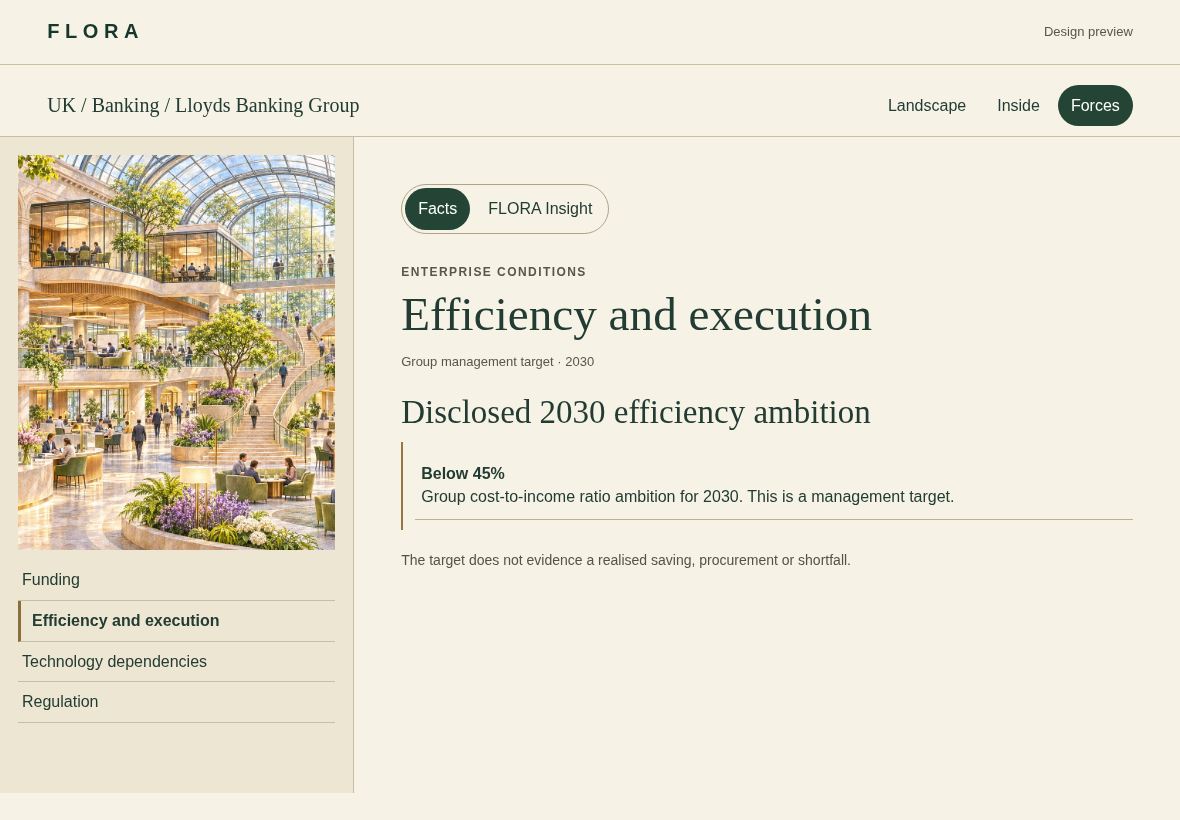 FLORA
Design preview
UK / Banking / Lloyds Banking Group
Landscape
Inside
Forces
Facts
FLORA Insight
ENTERPRISE CONDITIONS
Efficiency and execution
Group management target · 2030
Disclosed 2030 efficiency ambition
Below 45%
Group cost-to-income ratio ambition for 2030. This is a management target.
The target does not evidence a realised saving, procurement or shortfall.
Funding
Efficiency and execution
Technology dependencies
Regulation